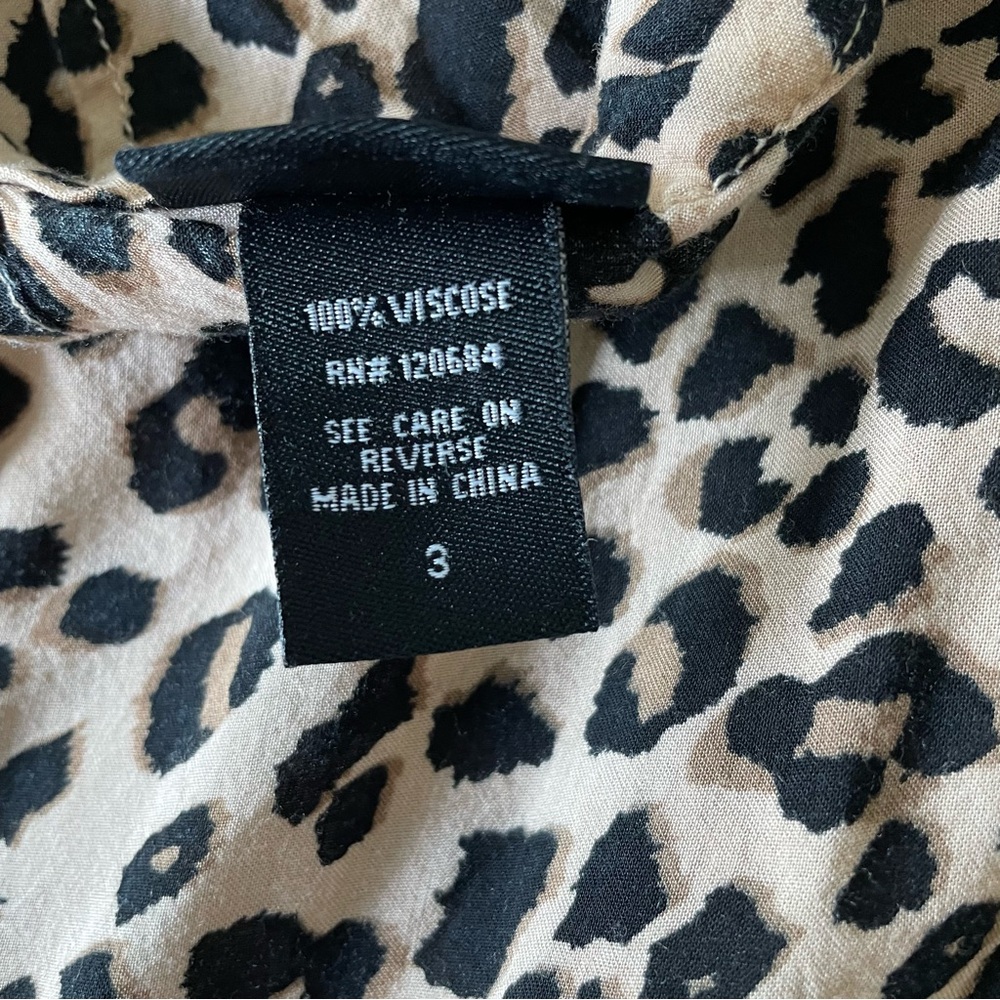 100% VISCOSE
RN# 120684
SEE CARE ON
REVERSE
MADE IN CHINA
3